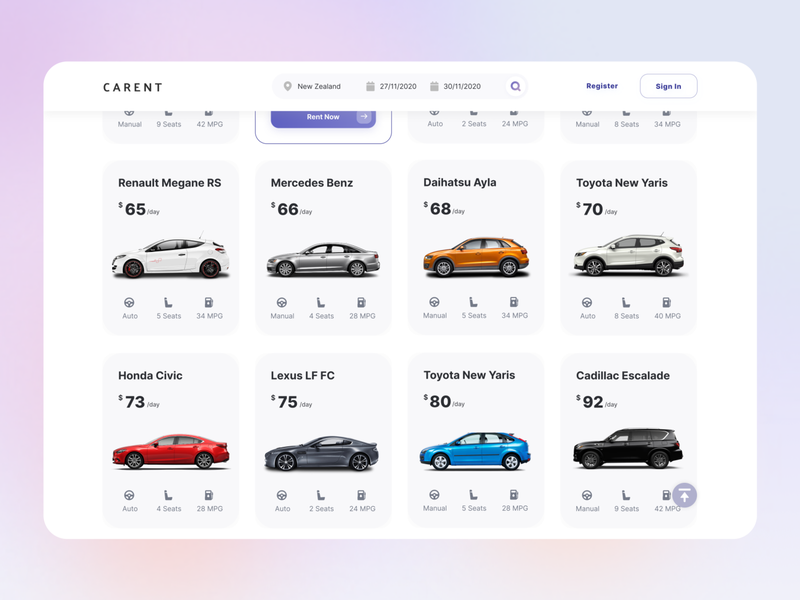 CARENT
New Zealand 27/11/2020 30/11/2020
Register Sign In
Manual 9 Seats 42 MPG
Rent Now
Auto 2 Seats 24 MPG
Manual 8 Seats 34 MPG
Renault Megane RS
$65/day
Auto 5 Seats 34 MPG
Mercedes Benz
$66/day
Manual 4 Seats 28 MPG
Daihatsu Ayla
$68/day
Manual 5 Seats 34 MPG
Toyota New Yaris
$70/day
Auto 8 Seats 40 MPG
Honda Civic
$73/day
Auto 4 Seats 28 MPG
Lexus LF FC
$75/day
Auto 2 Seats 24 MPG
Toyota New Yaris
$80/day
Manual 5 Seats 28 MPG
Cadillac Escalade
$92/day
Manual 9 Seats 42 MPG